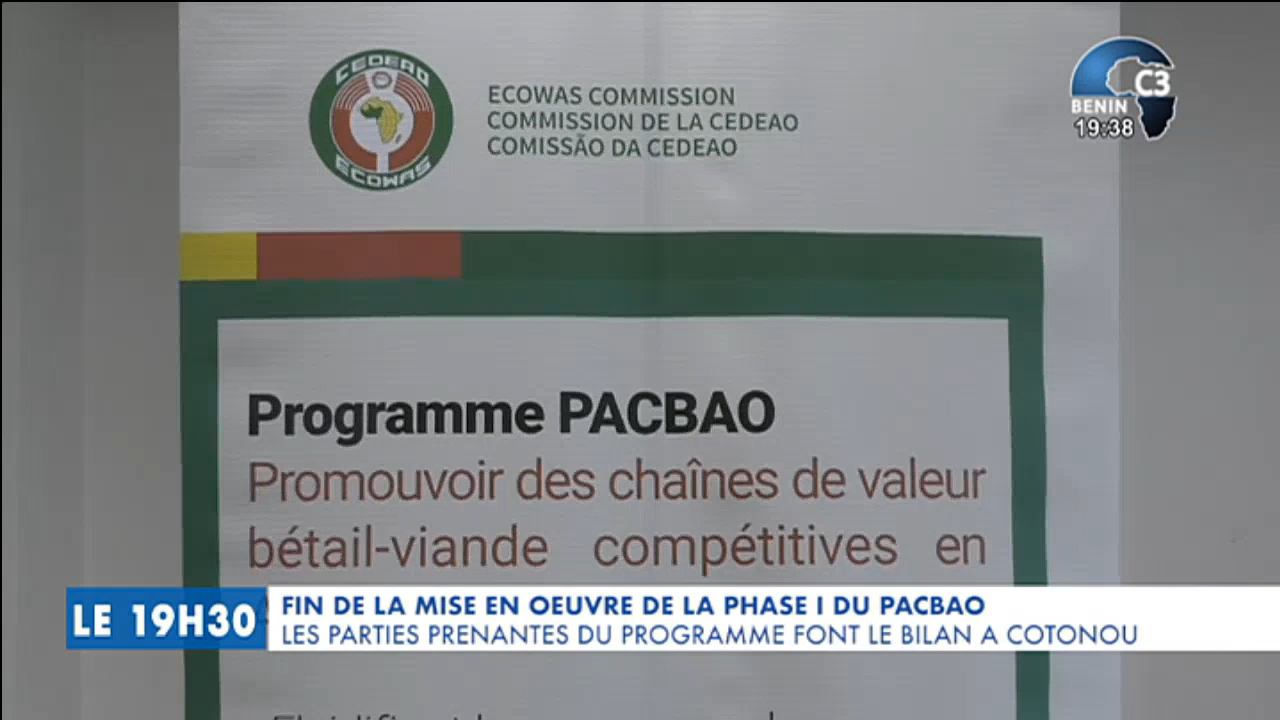 CEDEAO
ECOWAS
ECOWAS COMMISSION
COMMISSION DE LA CEDEAO
COMISSÃO DA CEDEAO
C3
BENIN
19:38
Programme PACBAO
Promouvoir des chaînes de valeur
bétail-viande compétitives en
LE 19H30
FIN DE LA MISE EN OEUVRE DE LA PHASE I DU PACBAO
LES PARTIES PRENANTES DU PROGRAMME FONT LE BILAN A COTONOU